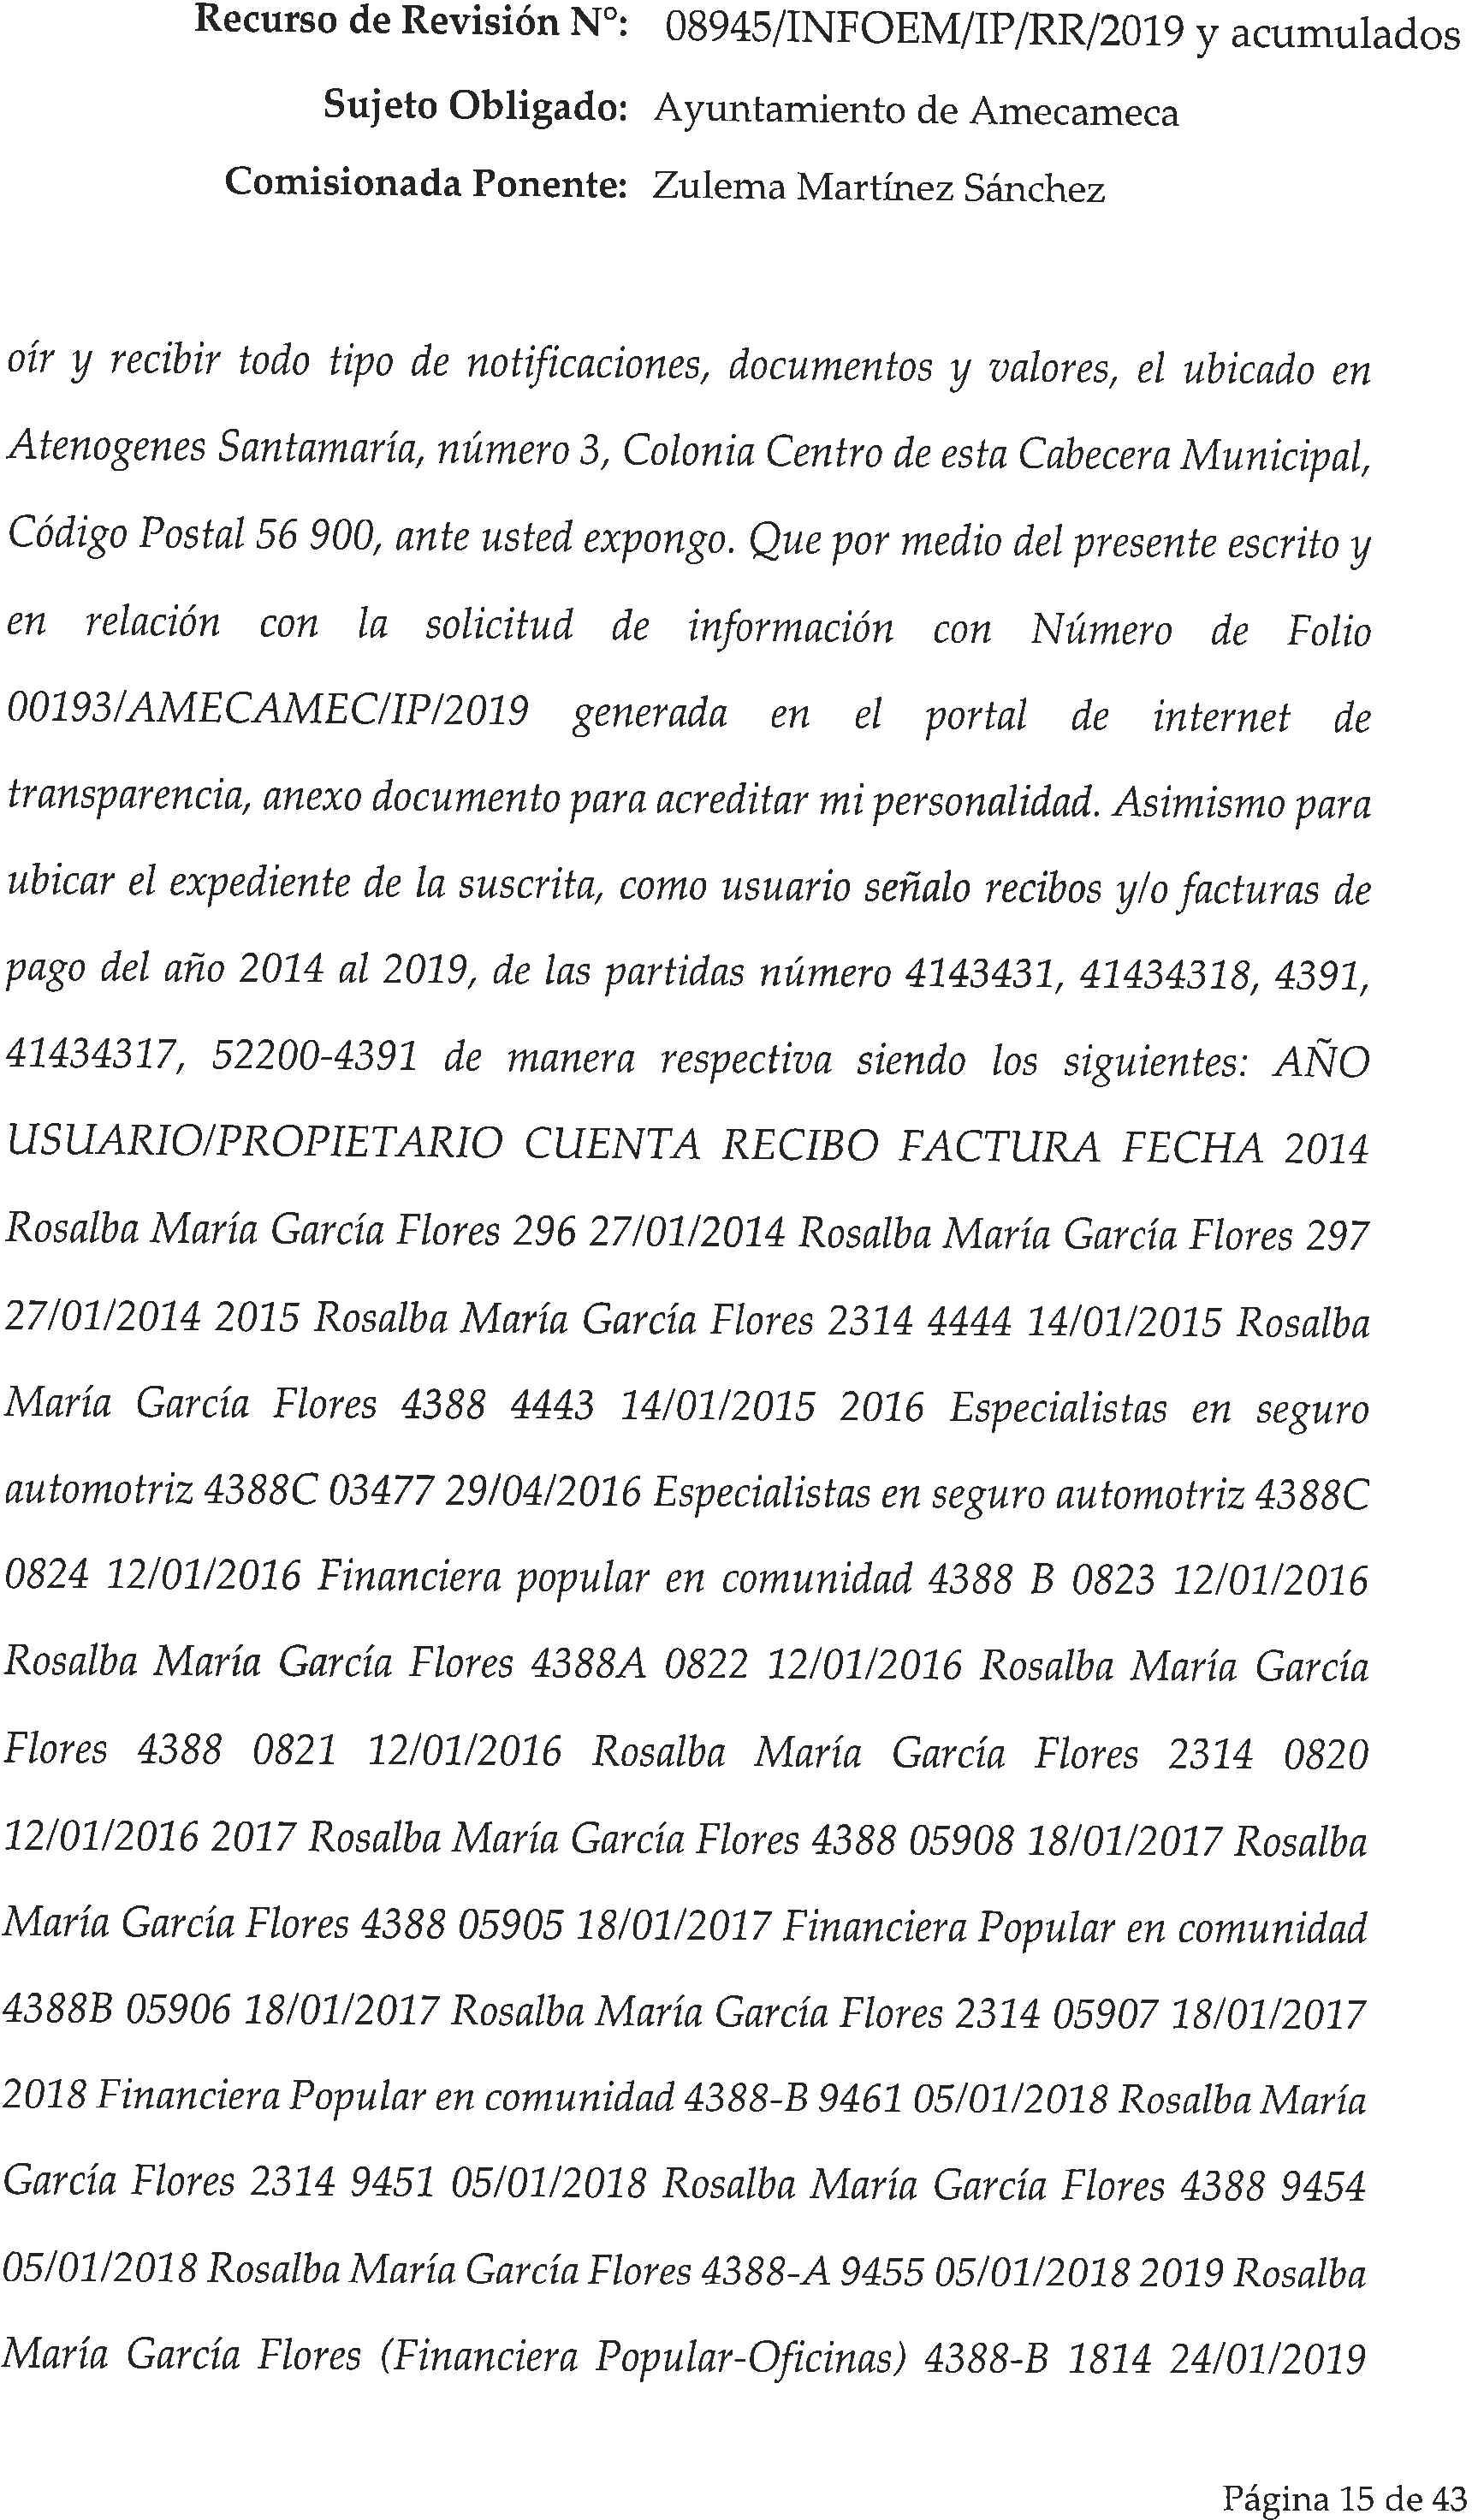 Recurso de Revisión Nº: 08945/INFOEM/IP/RR/2019 y acumulados
Sujeto Obligado: Ayuntamiento de Amecameca
Comisionada Ponente: Zulema Martínez Sánchez
oír y recibir todo tipo de notificaciones, documentos y valores, el ubicado en
Atenogenes Santamaría, número 3, Colonia Centro de esta Cabecera Municipal,
Código Postal 56 900, ante usted expongo. Que por medio del presente escrito y
en relación con la solicitud de información con Número de Folio
00193/AMECAMEC/IP/2019 generada en el portal de internet de
transparencia, anexo documento para acreditar mi personalidad. Asimismo para
ubicar el expediente de la suscrita, como usuario señalo recibos y/o facturas de
pago del año 2014 al 2019, de las partidas número 4143431, 41434318, 4391,
41434317, 52200-4391 de manera respectiva siendo los siguientes: AÑO
USUARIO/PROPIETARIO CUENTA RECIBO FACTURA FECHA 2014
Rosalba María García Flores 296 27/01/2014 Rosalba María García Flores 297
27/01/2014 2015 Rosalba María García Flores 2314 4444 14/01/2015 Rosalba
María García Flores 4388 4443 14/01/2015 2016 Especialistas en seguro
automotriz 4388C 03477 29/04/2016 Especialistas en seguro automotriz 4388C
0824 12/01/2016 Financiera popular en comunidad 4388 B 0823 12/01/2016
Rosalba María García Flores 4388A 0822 12/01/2016 Rosalba María García
Flores 4388 0821 12/01/2016 Rosalba María García Flores 2314 0820
12/01/2016 2017 Rosalba María García Flores 4388 05908 18/01/2017 Rosalba
María García Flores 4388 05905 18/01/2017 Financiera Popular en comunidad
4388B 05906 18/01/2017 Rosalba María García Flores 2314 05907 18/01/2017
2018 Financiera Popular en comunidad 4388-B 9461 05/01/2018 Rosalba María
García Flores 2314 9451 05/01/2018 Rosalba María García Flores 4388 9454
05/01/2018 Rosalba María García Flores 4388-A 9455 05/01/2018 2019 Rosalba
María García Flores (Financiera Popular-Oficinas) 4388-B 1814 24/01/2019
Página 15 de 43